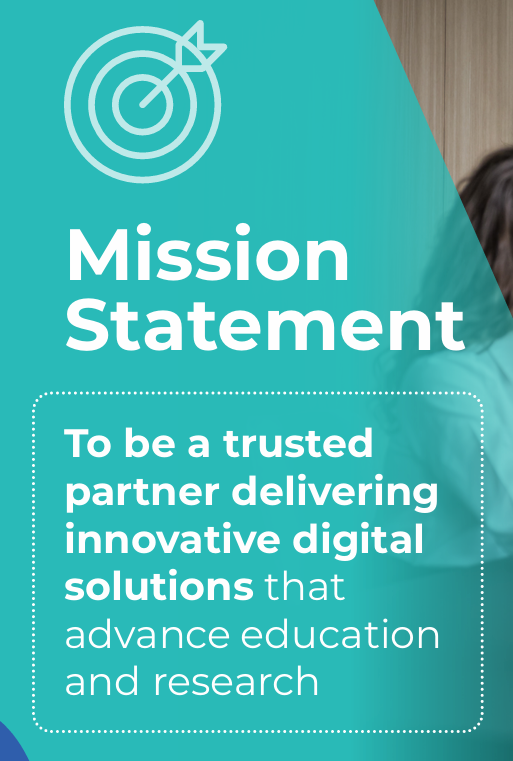 Mission
Statement
To be a trusted
partner delivering
innovative digital
solutions that
advance education
and research